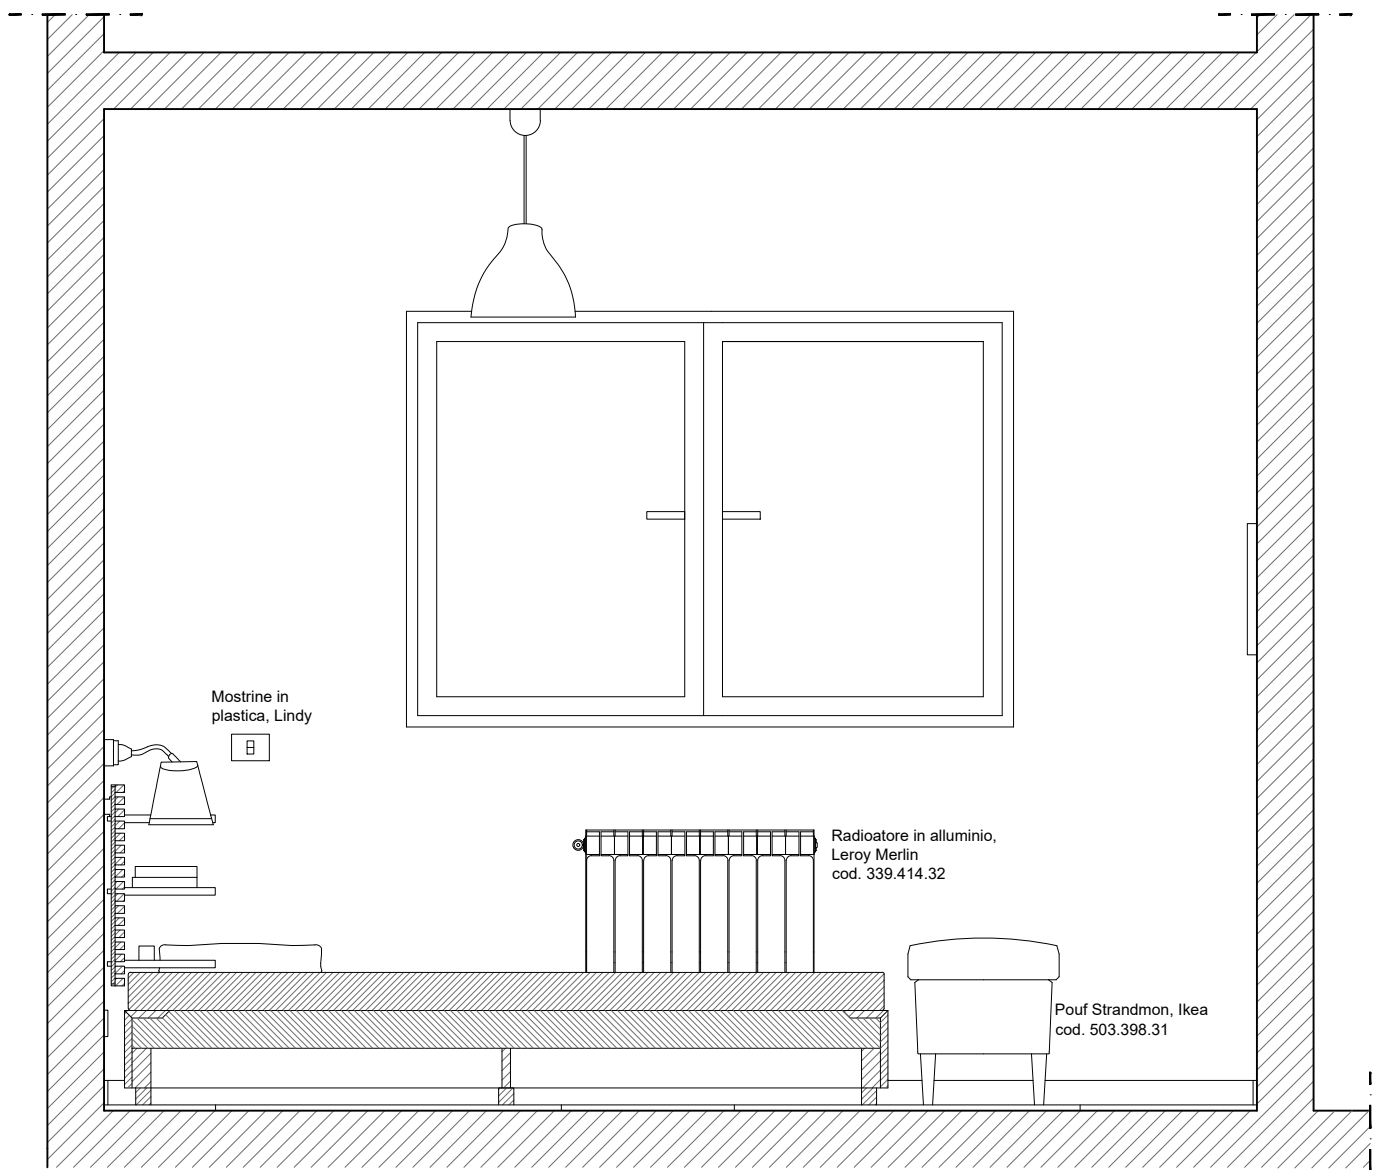 Mostrine in
plastica, Lindy
Radioatore in alluminio,
Leroy Merlin
cod. 339.414.32
Pouf Strandmon, Ikea
cod. 503.398.31